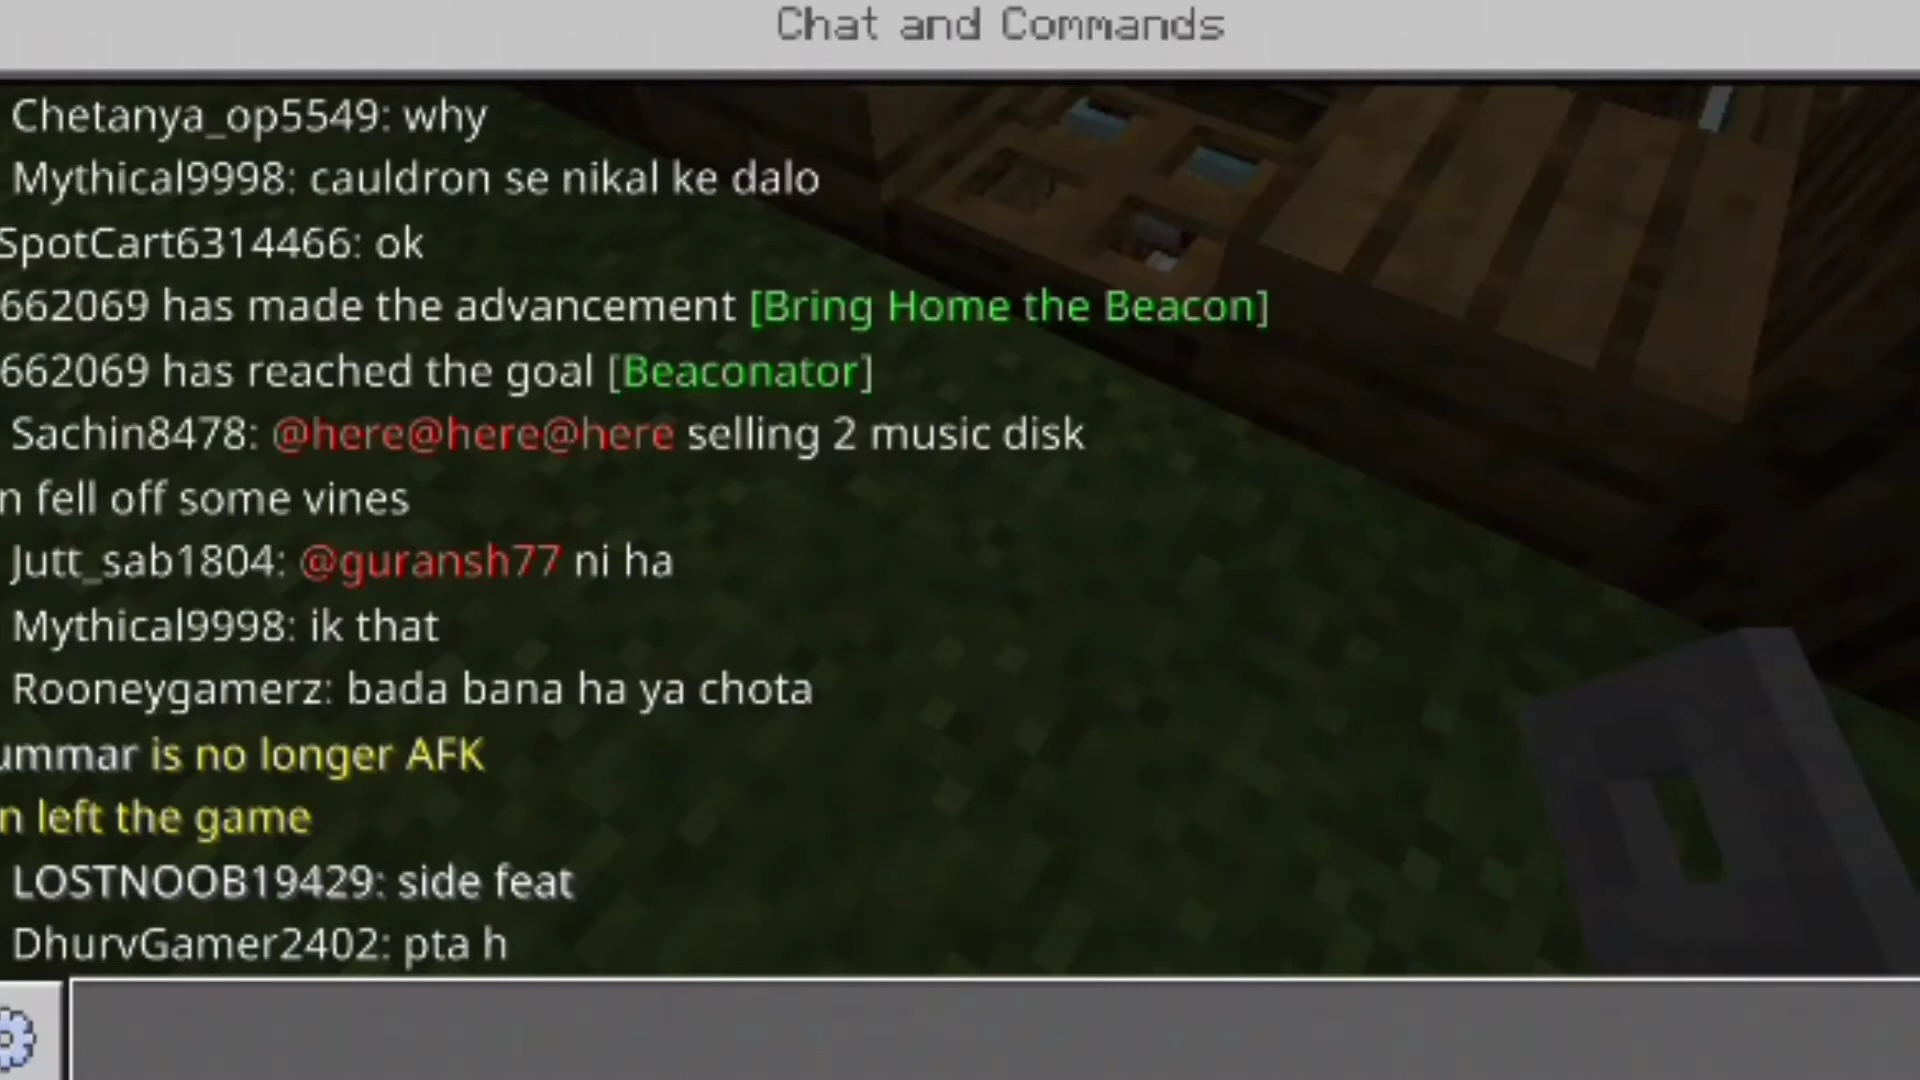 Chat and Commands
Chetanya_op5549: why
Mythical9998: cauldron se nikal ke dalo
SpotCart6314466: ok
662069 has made the advancement [Bring Home the Beacon]
662069 has reached the goal [Beaconator]
Sachin8478: @here@here@here selling 2 music disk
n fell off some vines
Jutt_sab1804: @guransh77 ni ha
Mythical9998: ik that
Rooneygamerz: bada bana ha ya chota
ummar is no longer AFK
n left the game
LOSTNOOB19429: side feat
DhurvGamer2402: pta h